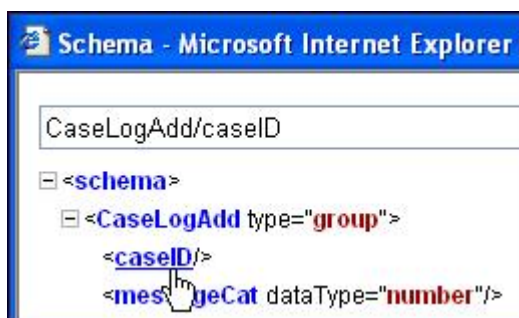 Schema - Microsoft Internet Explorer
CaseLogAdd/caseID
<schema>
<CaseLogAdd type="group">
<caseID/>
dataType="number"/>